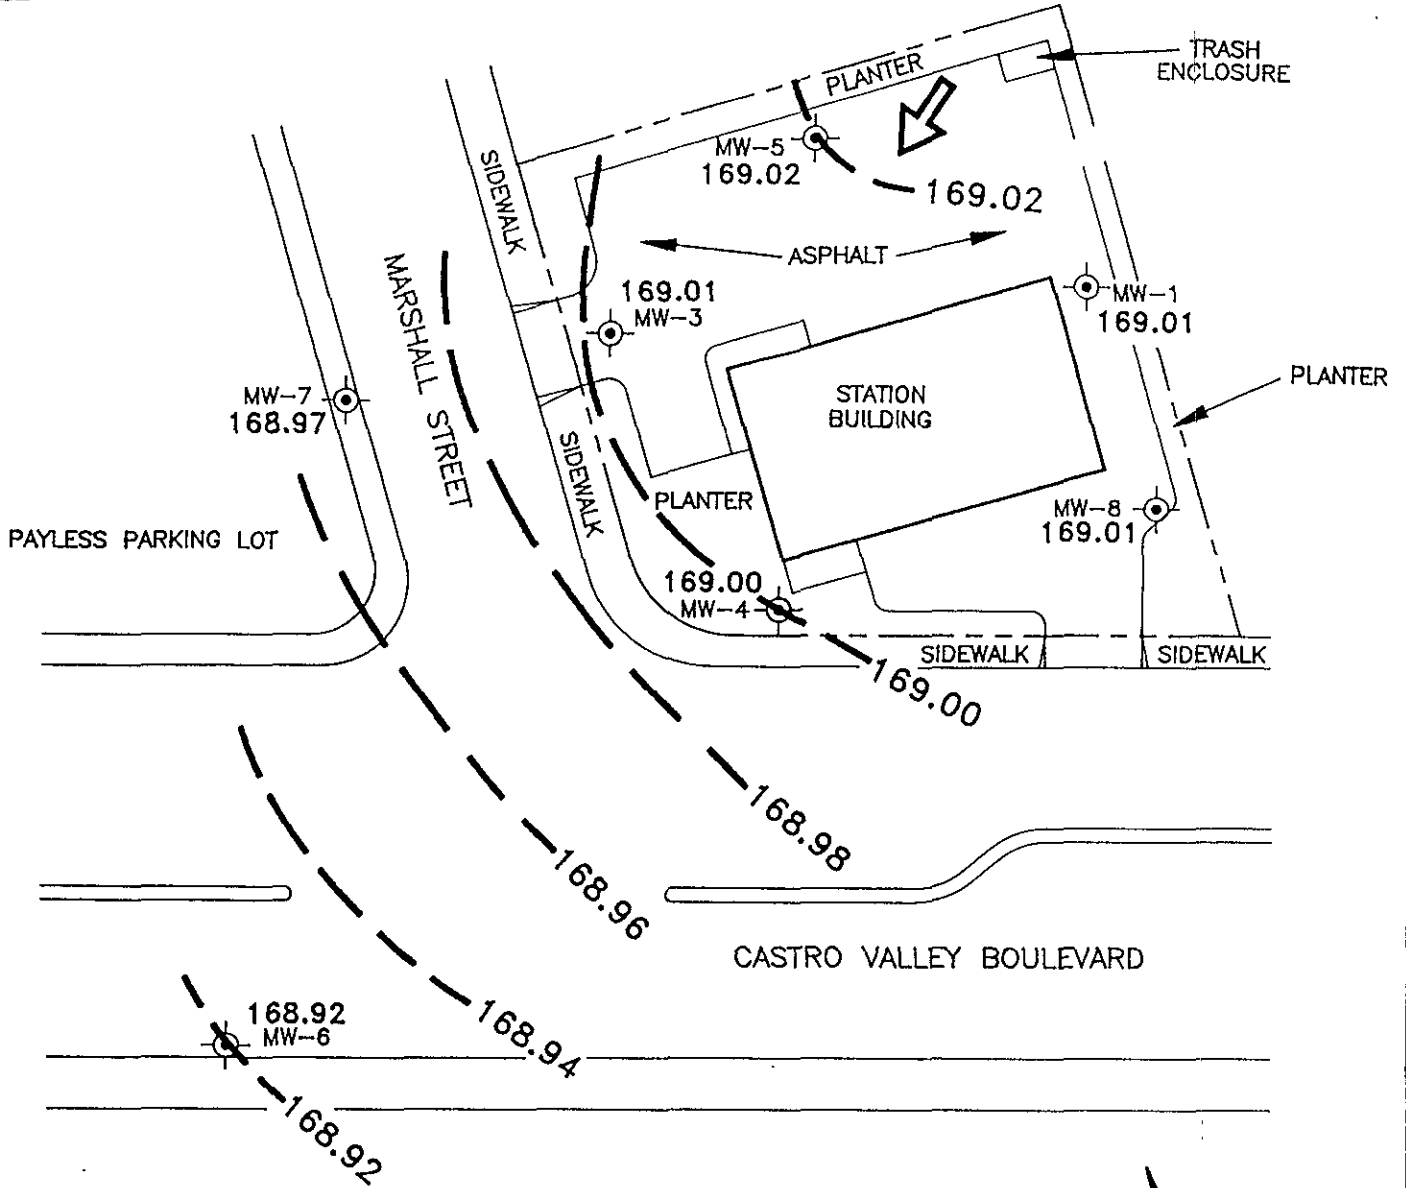 TRASH
ENCLOSURE
PLANTER
MW-5
169.02
169.02
SIDEWALK
ASPHALT
MARSHALL STREET
169.01
MW-3
MW-1
169.01
PLANTER
MW-7
168.97
STATION
BUILDING
SIDEWALK
PLANTER
MW-8
169.01
PAYLESS PARKING LOT
169.00
MW-4
SIDEWALK
SIDEWALK
169.00
168.98
168.96
CASTRO VALLEY BOULEVARD
168.92
MW-6
168.94
168.92